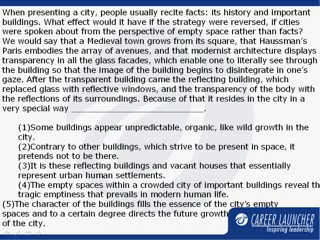 When presenting a city, people usually recite facts: its history and important
buildings. What effect would it have if the strategy were reversed, if cities
were spoken about from the perspective of empty space rather than facts?
We would say that a Medieval town grows from its square, that Haussman's
Paris embodies the array of avenues, and that modernist architecture displays
transparency in all the glass facades, which enable one to literally see through
the building so that the image of the building begins to disintegrate in one's
gaze. After the transparent building came the reflecting building, which
replaced glass with reflective windows, and the transparency of the body with
the reflections of its surroundings. Because of that it resides in the city in a
very special way ____________________________.
(1)Some buildings appear unpredictable, organic, like wild growth in the
city.
(2)Contrary to other buildings, which strive to be present in space, it
pretends not to be there.
(3)It is these reflecting buildings and vacant houses that essentially
represent urban human settlements.
(4)The empty spaces within a crowded city of important buildings reveal the
tragic emptiness that prevails in modern human life.
(5)The character of the buildings fills the essence of the city's empty
spaces and to a certain degree directs the future growth
of the city.
CAREER LAUNCHER
Inspiring leadership